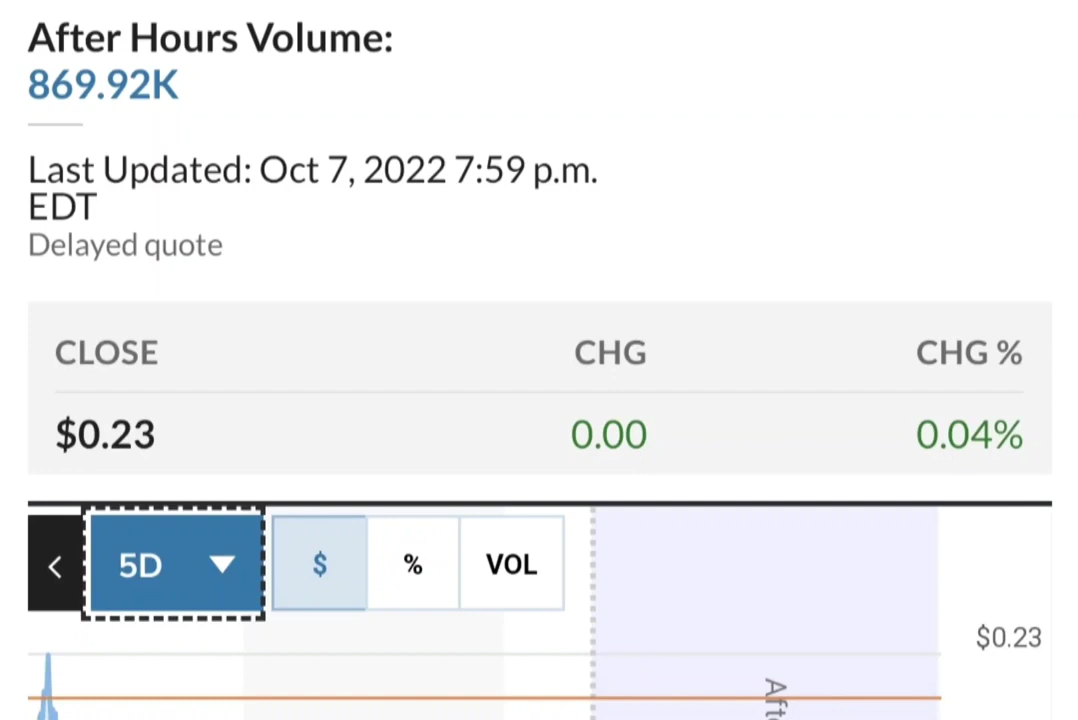 After Hours Volume:
869.92K
Last Updated: Oct 7, 2022 7:59 p.m.
EDT
Delayed quote
CLOSE CHG CHG %
$0.23 0.00 0.04%
5D $ % VOL
$0.23